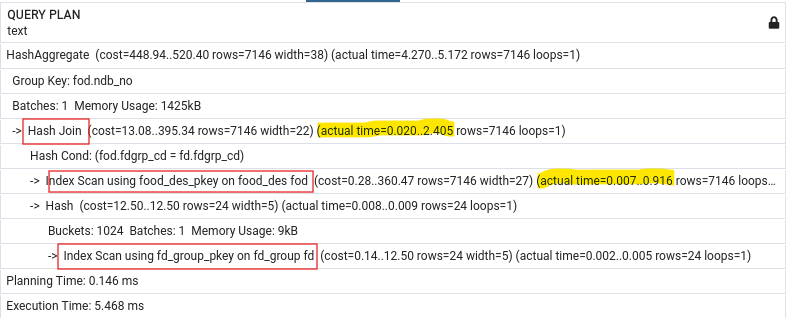 QUERY PLAN
text
HashAggregate (cost=448.94..520.40 rows=7146 width=38) (actual time=4.270..5.172 rows=7146 loops=1)
Group Key: fod.ndb_no
Batches: 1 Memory Usage: 1425kB
-> Hash Join (cost=13.08..395.34 rows=7146 width=22) (actual time=0.020..2.405 rows=7146 loops=1)
Hash Cond: (fod.fdgrp_cd = fd.fdgrp_cd)
-> Index Scan using food_des_pkey on food_des fod (cost=0.28..360.47 rows=7146 width=27) (actual time=0.007..0.916 rows=7146 loops...
-> Hash (cost=12.50..12.50 rows=24 width=5) (actual time=0.008..0.009 rows=24 loops=1)
Buckets: 1024 Batches: 1 Memory Usage: 9kB
-> Index Scan using fd_group_pkey on fd_group fd (cost=0.14..12.50 rows=24 width=5) (actual time=0.002..0.005 rows=24 loops=1)
Planning Time: 0.146 ms
Execution Time: 5.468 ms